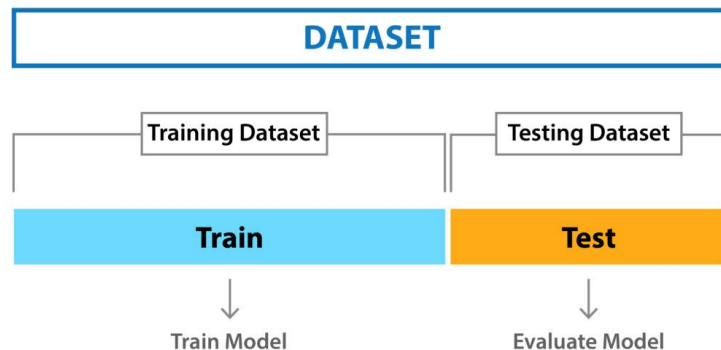 DATASET
Training Dataset
Testing Dataset
Train
Test
Train Model
Evaluate Model